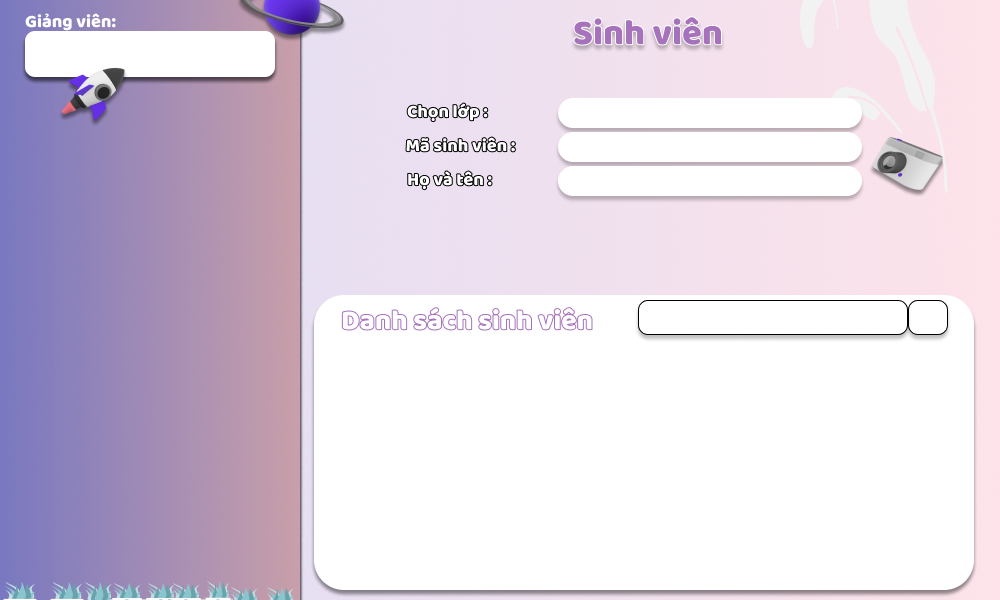 Giảng viên:
Sinh viên
Chọn lớp :
Mã sinh viên :
Họ và tên :
Danh sách sinh viên